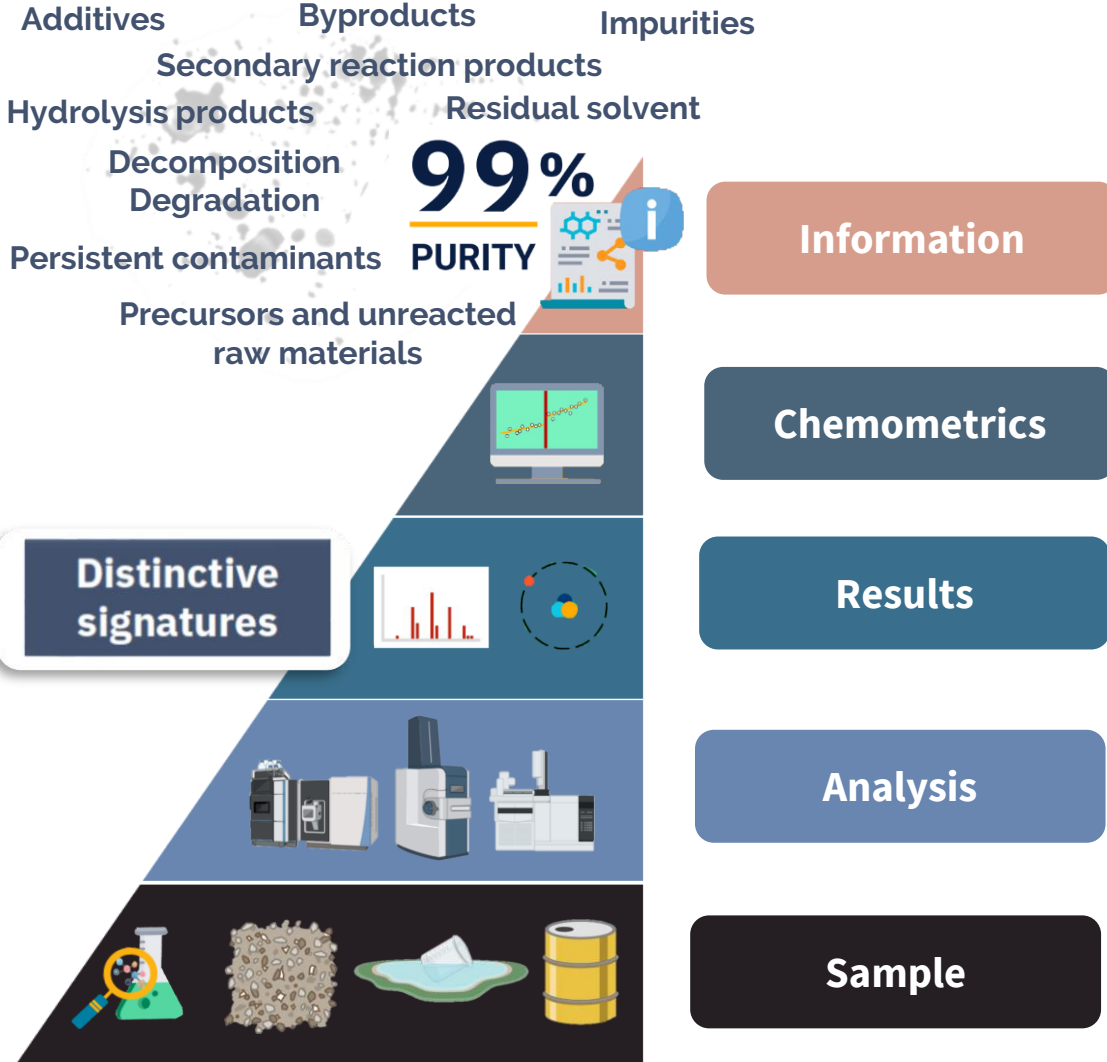 Additives
Byproducts
Impurities
Secondary reaction products
Hydrolysis products
Residual solvent
Decomposition
Degradation
99%
PURITY
Persistent contaminants
Precursors and unreacted
raw materials
i
Information
Chemometrics
Distinctive
signatures
Results
Analysis
Sample